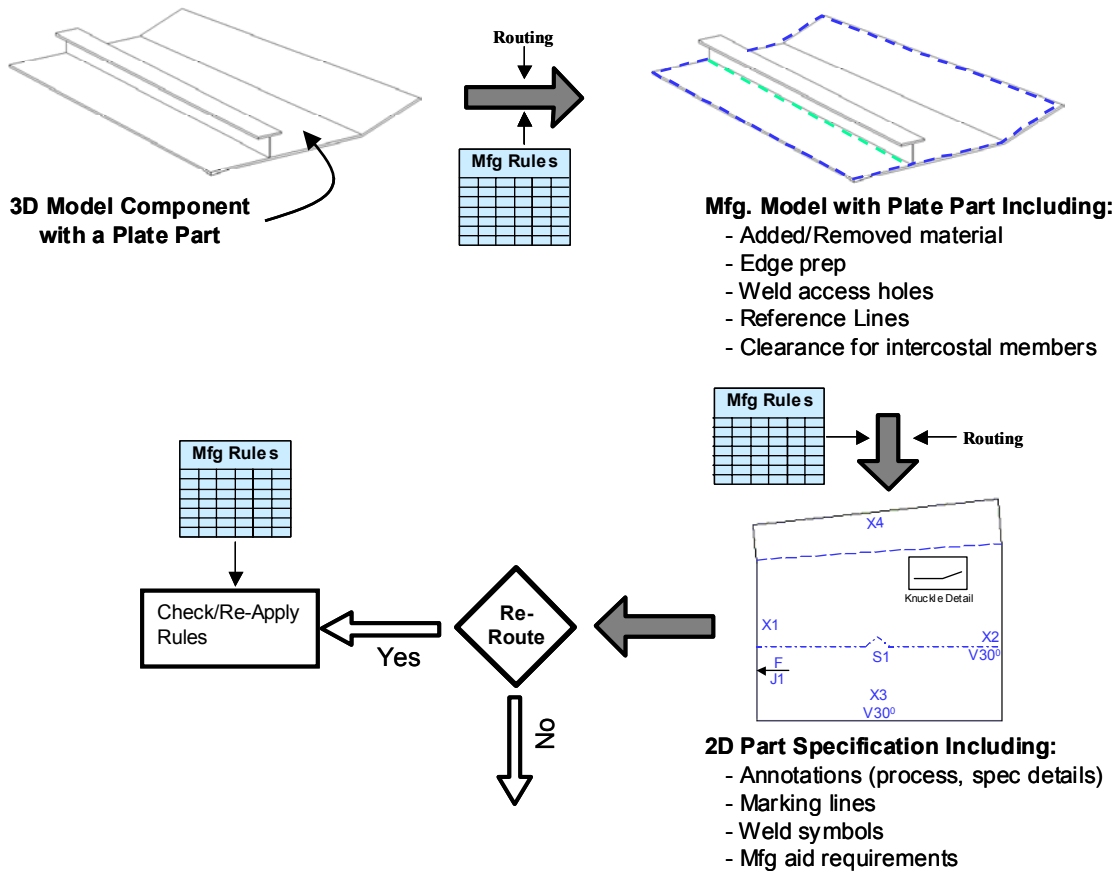 Routing
Mfg Rules
3D Model Component
with a Plate Part
Mfg. Model with Plate Part Including:
- Added/Removed material
- Edge prep
- Weld access holes
- Reference Lines
- Clearance for intercostal members
Mfg Rules
Routing
X4
Knuckle Detail
X1
X2
S1
V30⁰
F
J1
X3
V30⁰
2D Part Specification Including:
- Annotations (process, spec details)
- Marking lines
- Weld symbols
- Mfg aid requirements
Re-
Route
Yes
No
Mfg Rules
Check/Re-Apply
Rules